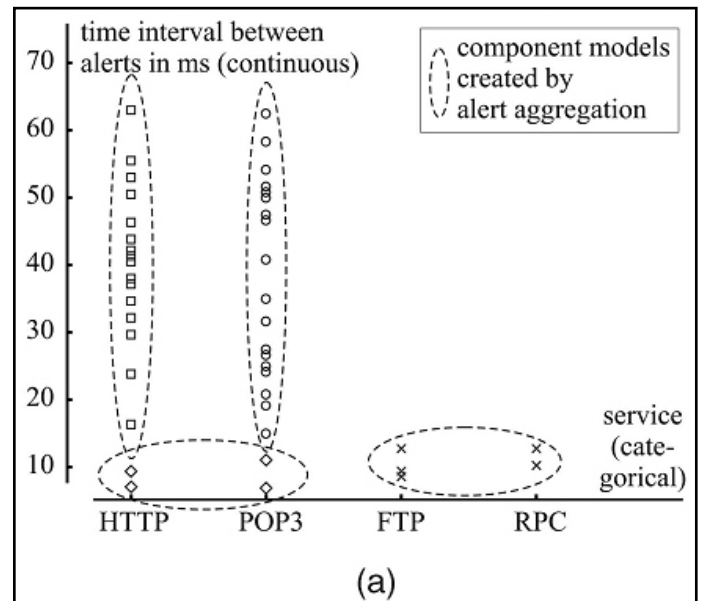 time interval between
alerts in ms (continuous)
component models
created by
alert aggregation
70
60
50
40
30
20
10
service
(cate-
gorical)
HTTP POP3 FTP RPC
(a)